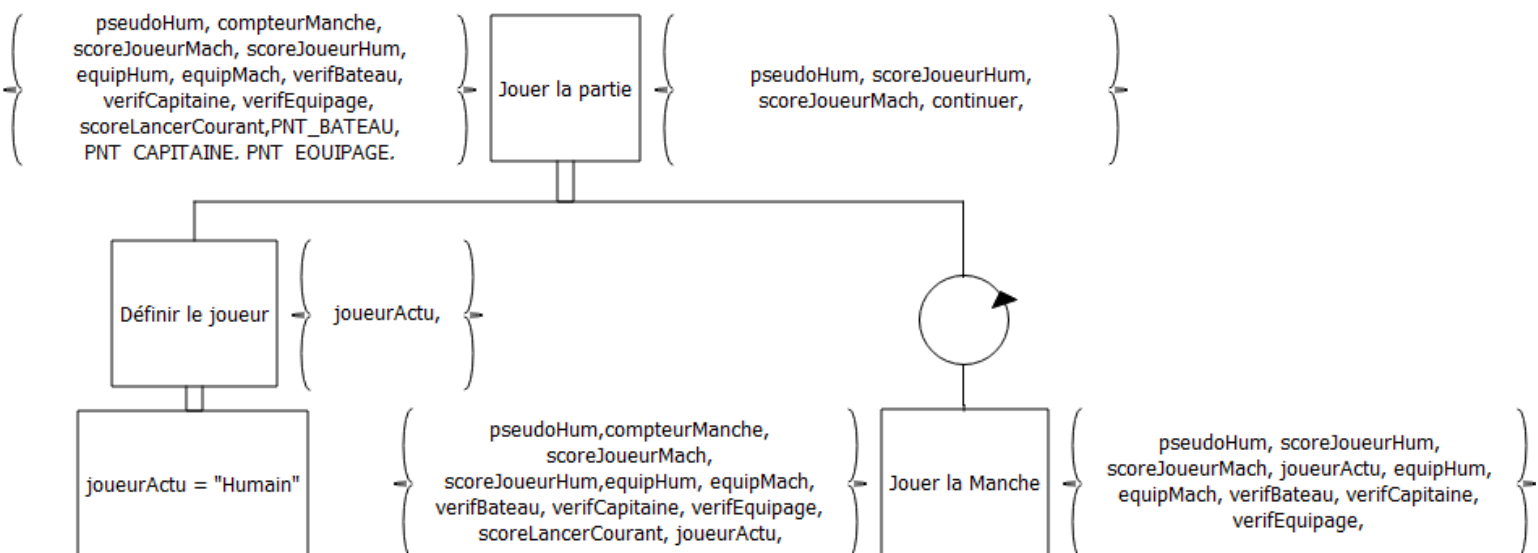 pseudoHum, compteurManche,
scoreJoueurMach, scoreJoueurHum,
equipHum, equipMach, verifBateau,
verifCapitaine, verifEquipage,
scoreLancerCourant,PNT_BATEAU,
PNT_CAPITAINE, PNT_EQUIPAGE,
Jouer la partie
pseudoHum, scoreJoueurHum,
scoreJoueurMach, continuer,
Définir le joueur
joueurActu,
joueurActu = "Humain"
pseudoHum,compteurManche,
scoreJoueurMach,
scoreJoueurHum,equipHum, equipMach,
verifBateau, verifCapitaine, verifEquipage,
scoreLancerCourant, joueurActu,
Jouer la Manche
pseudoHum, scoreJoueurHum,
scoreJoueurMach, joueurActu, equipHum,
equipMach, verifBateau, verifCapitaine,
verifEquipage,